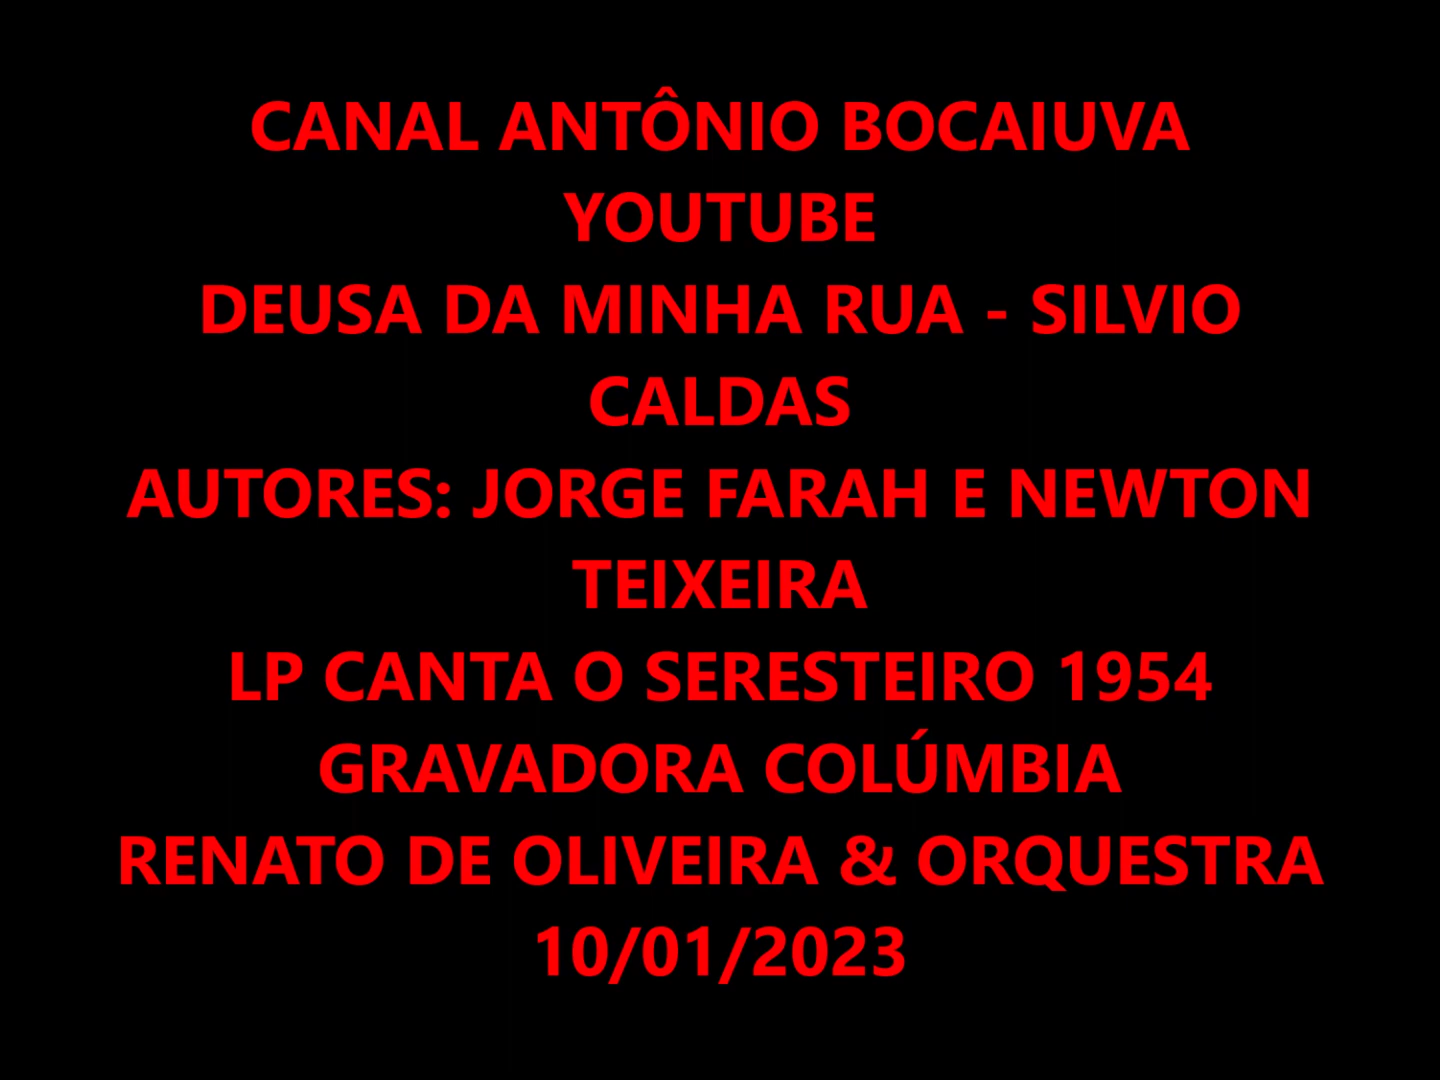 CANAL ANTÔNIO BOCAIUVA
YOUTUBE
DEUSA DA MINHA RUA - SILVIO
CALDAS
AUTORES: JORGE FARAH E NEWTON
TEIXEIRA
LP CANTA O SERESTEIRO 1954
GRAVADORA COLÚMBIA
RENATO DE OLIVEIRA & ORQUESTRA
10/01/2023